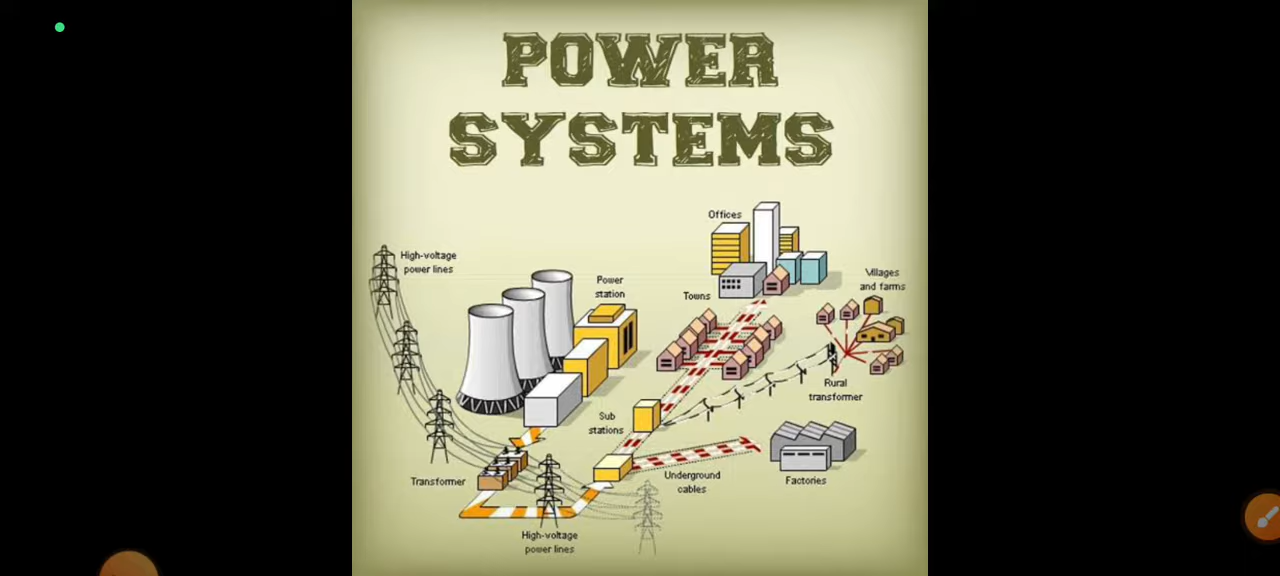 POWER
SYSTEMS
Offices
High-voltage
power lines
Power
station
Villages
and farms
Towns
Rural
transformer
Sub
stations
Transformer
Underground
cables
Factories
High-voltage
power lines